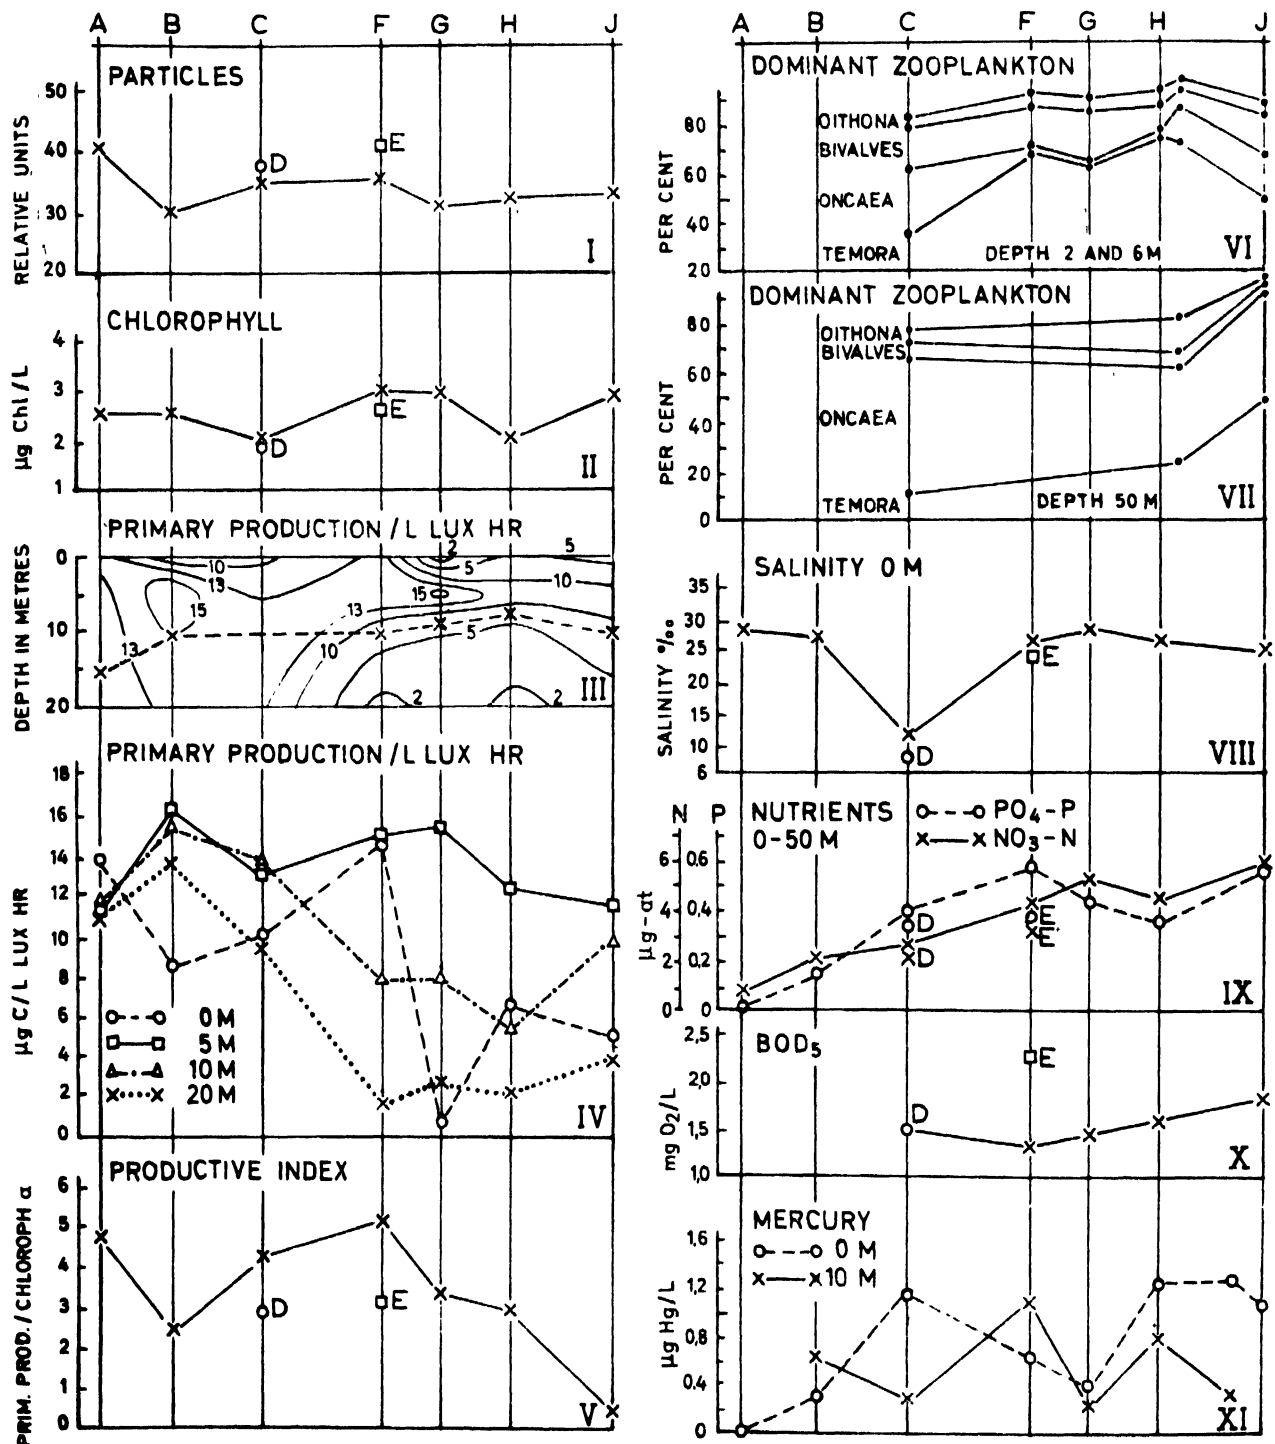 A B C F G H J
PARTICLES
50
40
30
20
RELATIVE UNITS
D
E
I
CHLOROPHYLL
4
3
2
1
µg Chl/L
D
E
II
PRIMARY PRODUCTION/L LUX HR
0
10
20
DEPTH IN METRES
10
13
15
13
13
10
15
2
5
5
10
5
2
2
III
PRIMARY PRODUCTION/L LUX HR
18
16
14
12
10
8
6
4
2
0
µg C/L LUX HR
0 M
5 M
10 M
20 M
IV
PRODUCTIVE INDEX
6
5
4
3
2
1
0
PRIM. PROD./CHLOROPH a
D
E
V
A B C F G H J
DOMINANT ZOOPLANKTON
80
60
40
20
PER CENT
OITHONA
BIVALVES
ONCAEA
TEMORA
DEPTH 2 AND 6 M
VI
DOMINANT ZOOPLANKTON
80
60
40
20
0
PER CENT
OITHONA
BIVALVES
ONCAEA
TEMORA
DEPTH 50 M
VII
SALINITY 0 M
35
30
25
20
15
10
6
SALINITY ‰
D
E
VIII
N P NUTRIENTS
0-50 M
PO4-P
NO3-N
6 0,6
4 0,4
2 0,2
0 0
µg-at
D
D
E
E
IX
BOD5
2,5
2,0
1,5
1,0
mg O2/L
D
E
X
MERCURY
0 M
10 M
1,6
1,2
0,8
0,4
0
µg Hg/L
XI